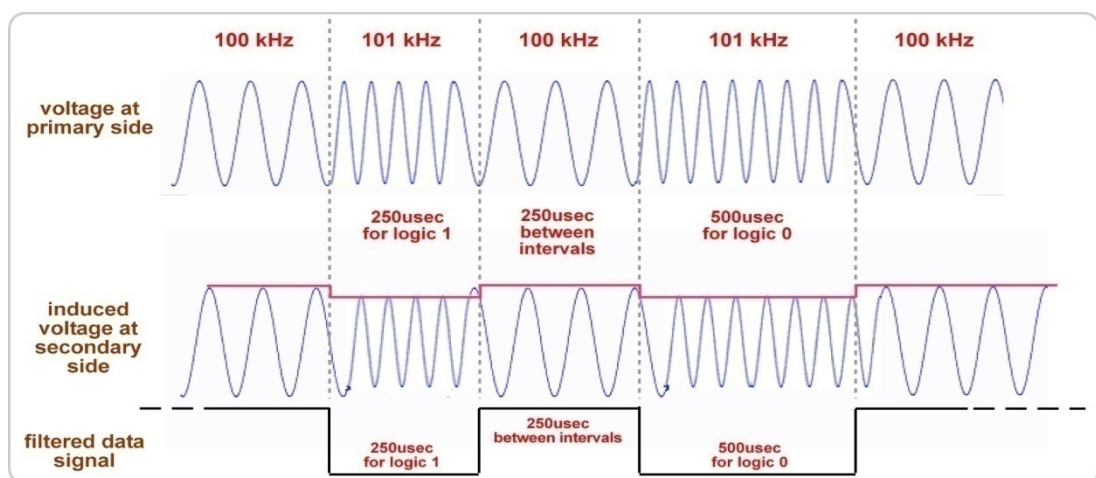 100 kHz
101 kHz
100 kHz
101 kHz
100 kHz
voltage at
primary side
250usec
for logic 1
250usec
between
intervals
500usec
for logic 0
induced
voltage at
secondary
side
filtered data
signal
250usec
for logic 1
250usec
between intervals
500usec
for logic 0